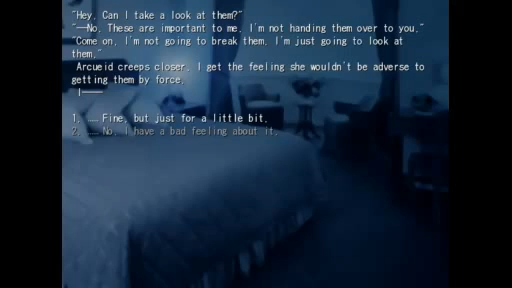 "Hey, Can I take a look at them?"
"——No. These are important to me. I'm not handing them over to you."
"Come on, I'm not going to break them. I'm just going to look at
them."
Arcueid creeps closer. I get the feeling she wouldn't be adverse to
getting them by force.
I———
1. …… Fine, but just for a little bit.
2. …… No, I have a bad feeling about it.